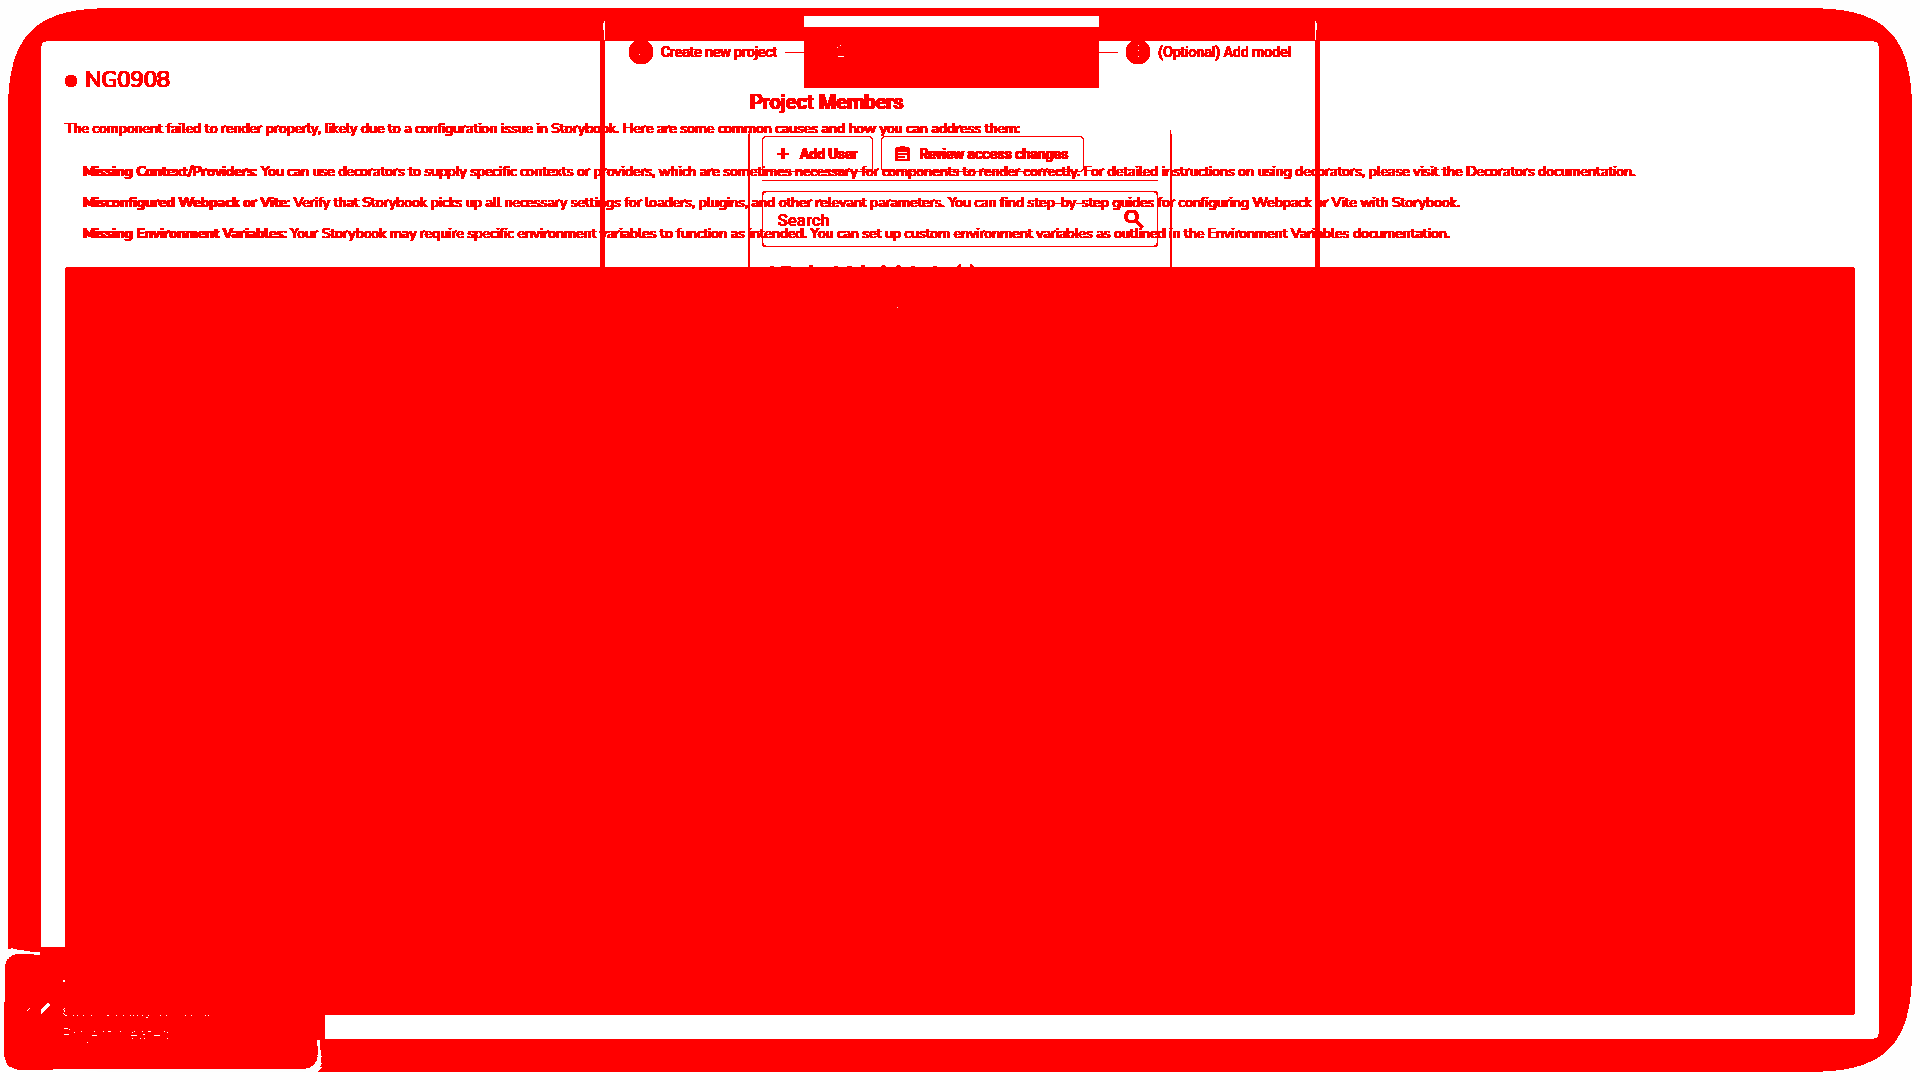 Create new project
(Optional) Add model
NG0908
Project Members
The component failed to render properly, likely due to a configuration issue in Storybook. Here are some common causes and how you can address them:
Add User
Review access changes
Missing Context/Providers: You can use decorators to supply specific contexts or providers, which are sometimes necessary for components to render correctly. For detailed instructions on using decorators, please visit the Decorators documentation.
Misconfigured Webpack or Vite: Verify that Storybook picks up all necessary settings for loaders, plugins, and other relevant parameters. You can find step-by-step guides for configuring Webpack or Vite with Storybook.
Search
Missing Environment Variables: Your Storybook may require specific environment variables to function as intended. You can set up custom environment variables as outlined in the Environment Variables documentation.